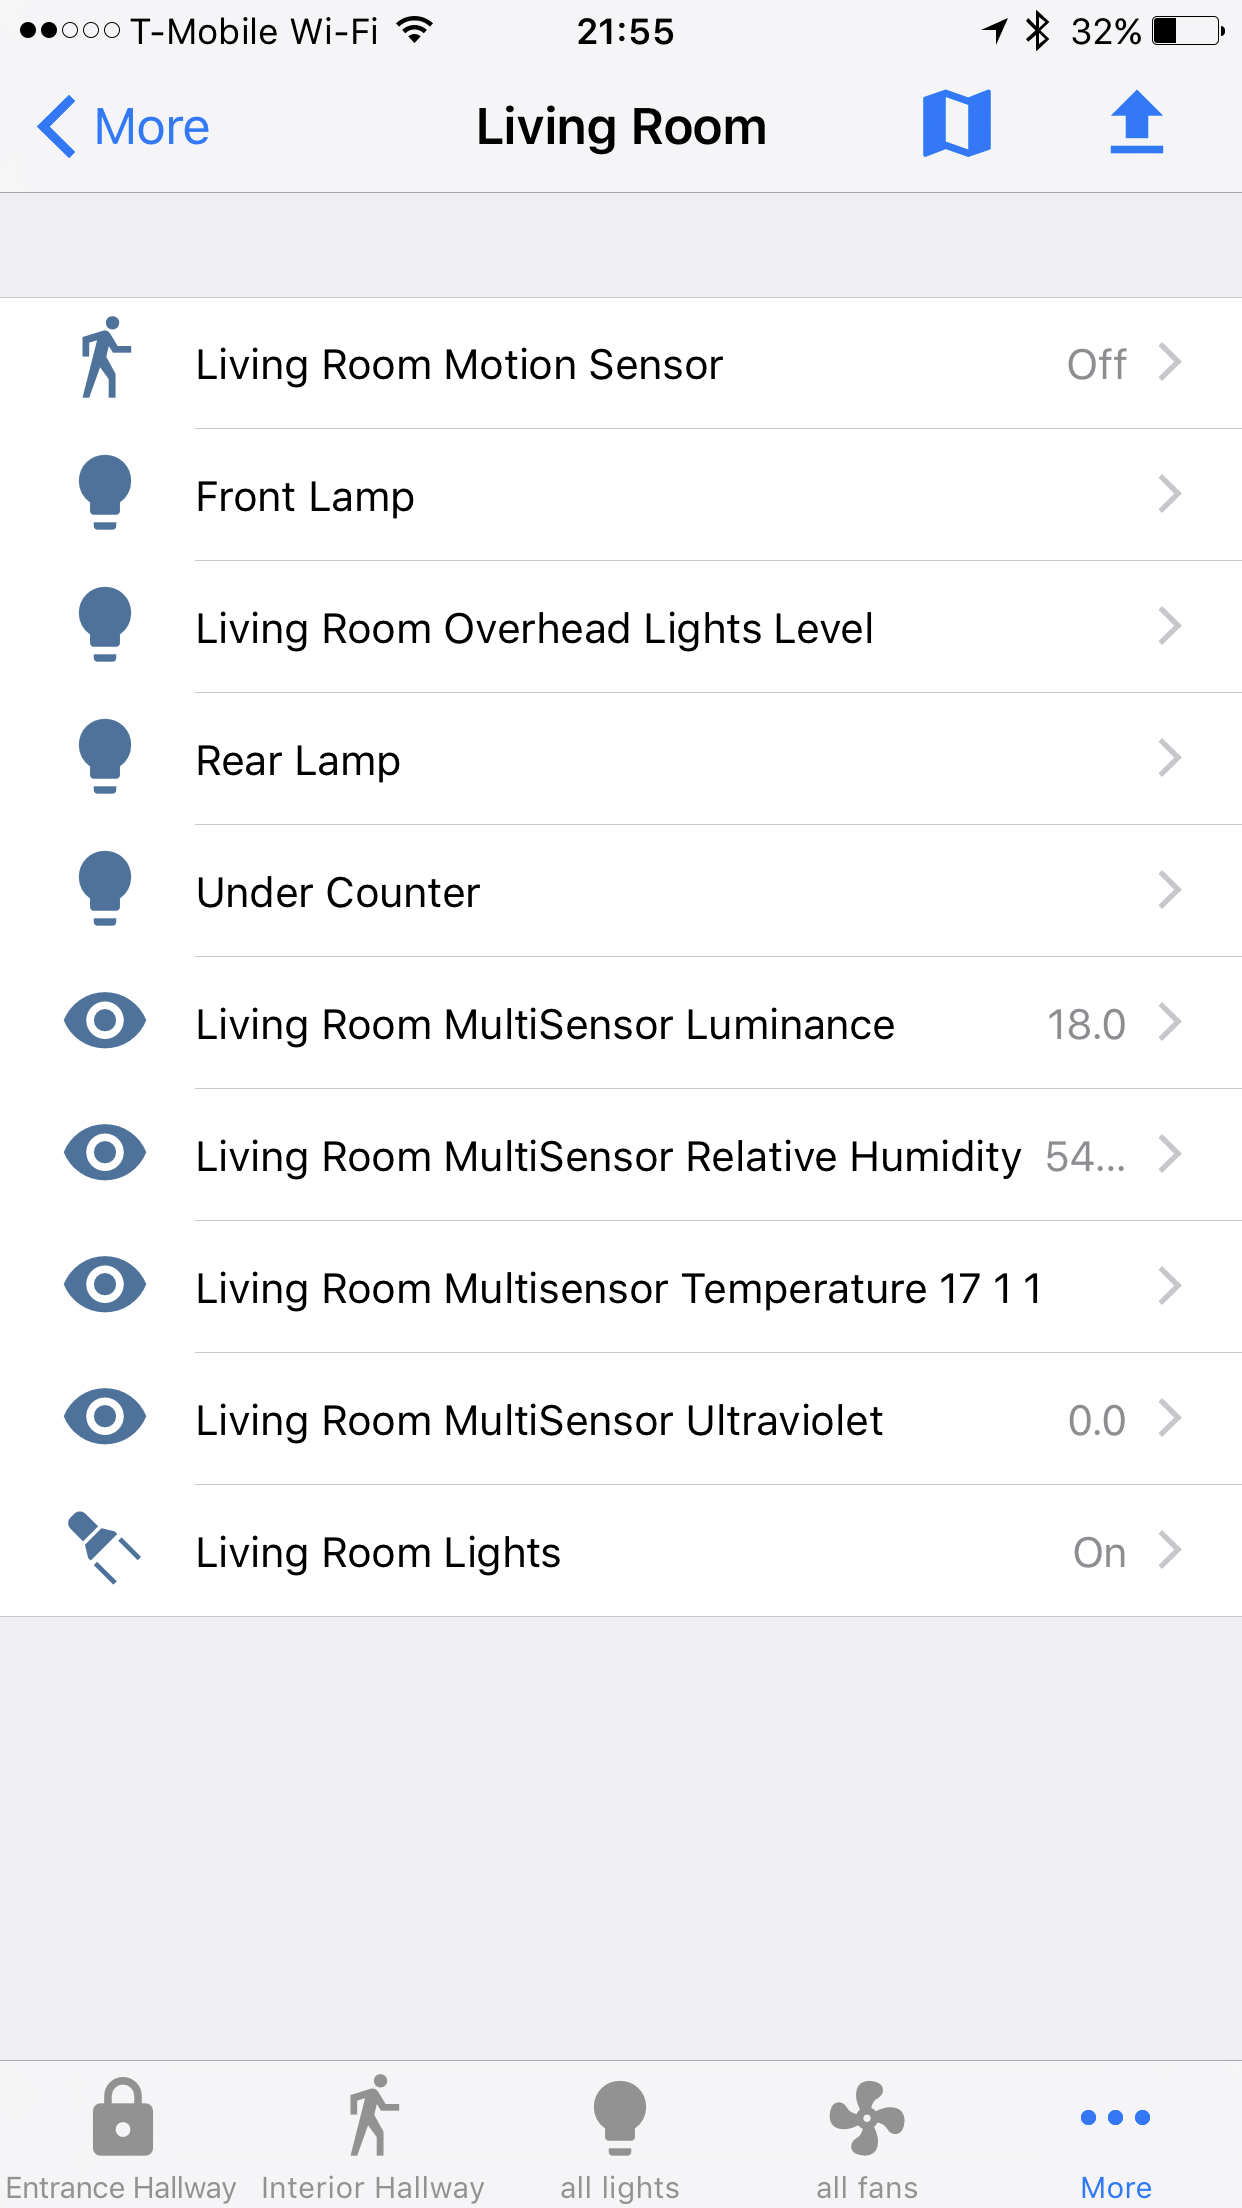 T-Mobile Wi-Fi 21:55 32%
More Living Room
Living Room Motion Sensor Off
Front Lamp
Living Room Overhead Lights Level
Rear Lamp
Under Counter
Living Room MultiSensor Luminance 18.0
Living Room MultiSensor Relative Humidity 54...
Living Room Multisensor Temperature 17 1 1
Living Room MultiSensor Ultraviolet 0.0
Living Room Lights On
Entrance Hallway Interior Hallway all lights all fans More